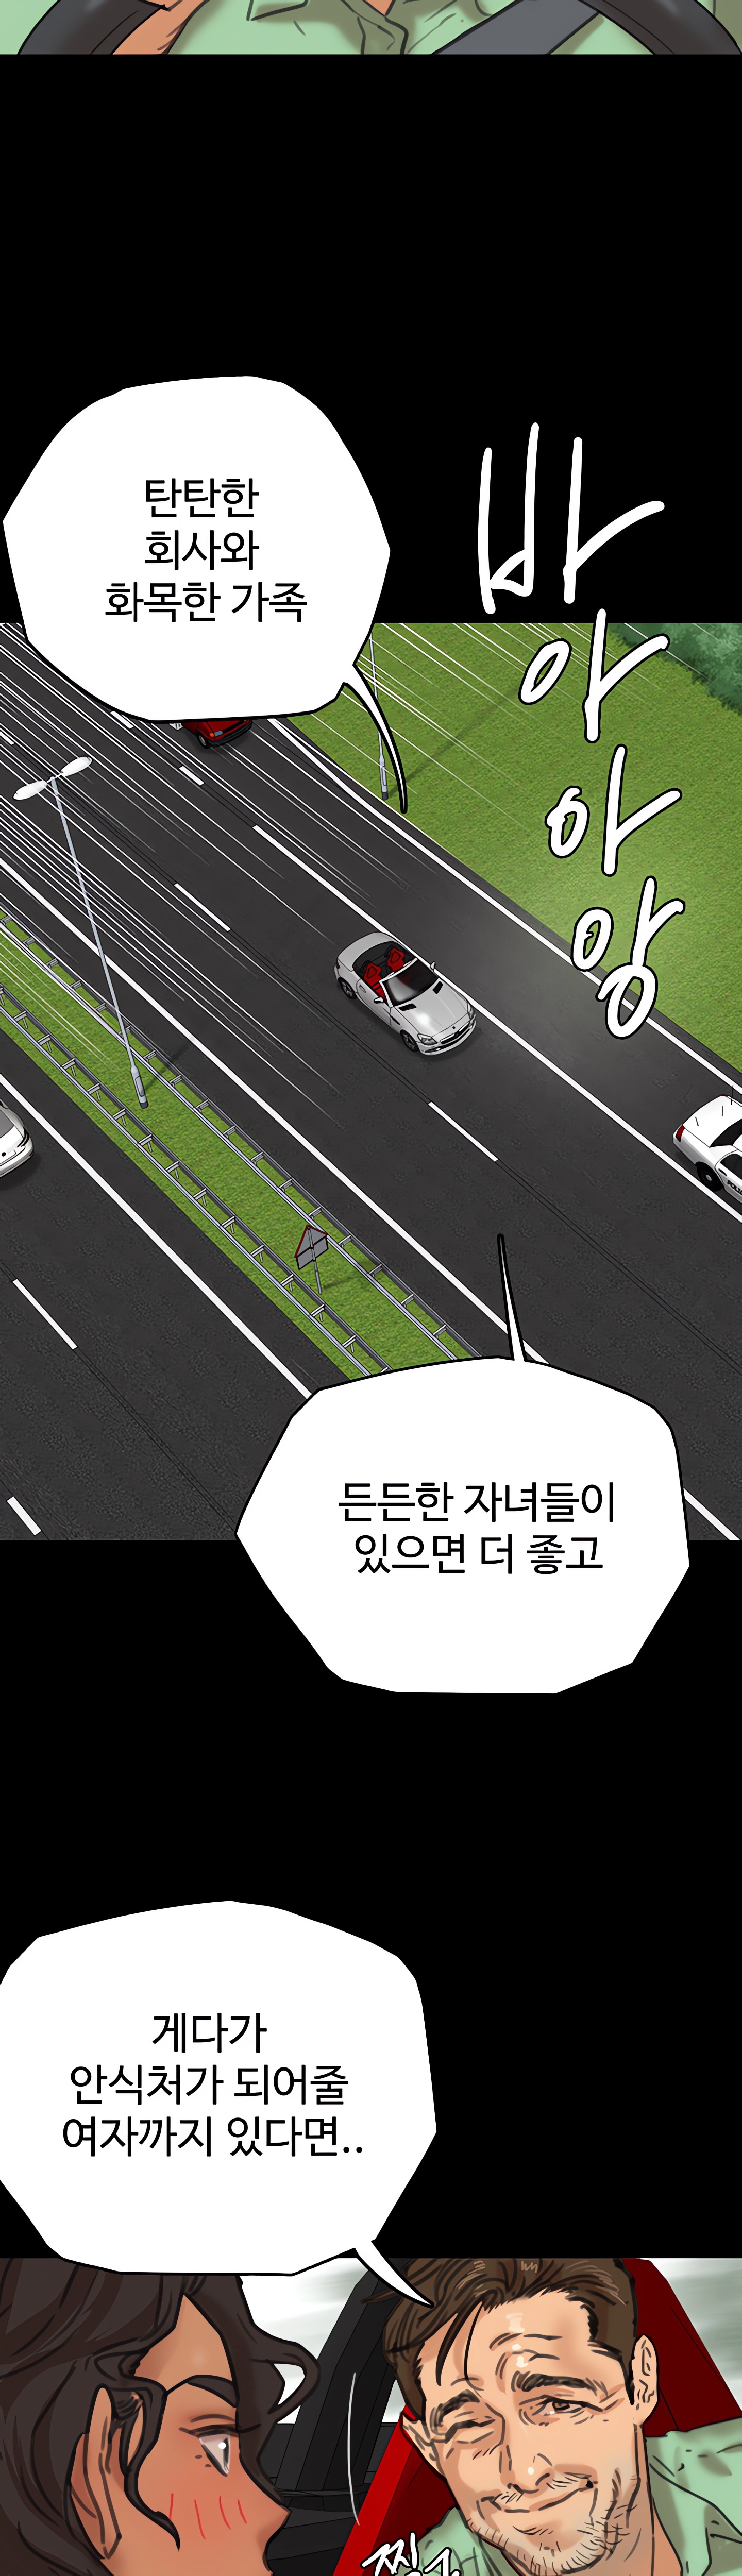 탄탄한
회사와
화목한 가족
바
아
아
앙
든든한 자녀들이
있으면 더 좋고
게다가
안식처가 되어줄
여자까지 있다면..
찡긋